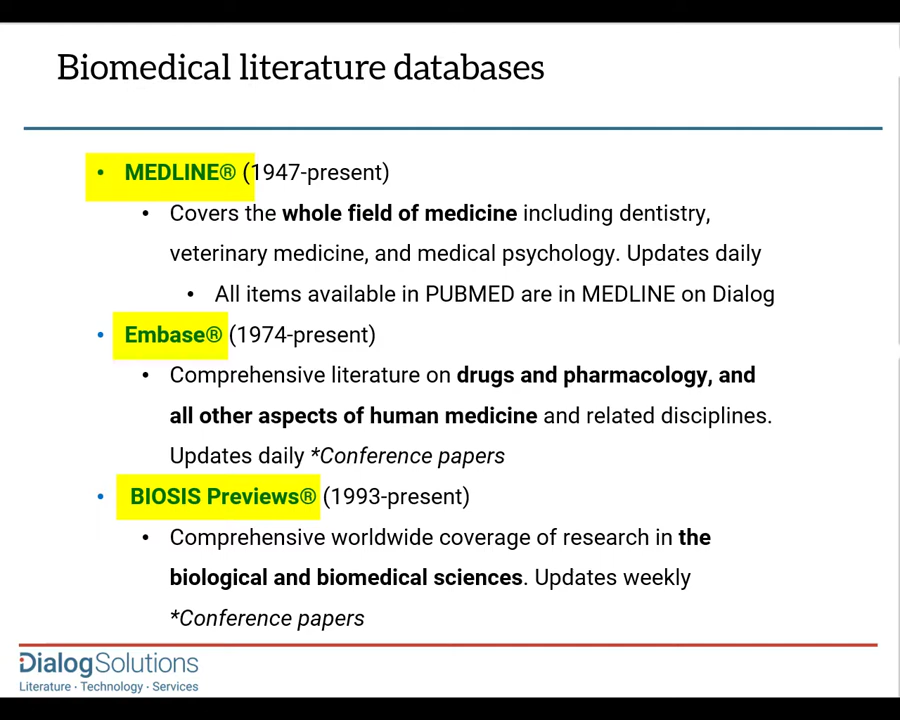 Biomedical literature databases
• MEDLINE® (1947-present)
• Covers the whole field of medicine including dentistry,
veterinary medicine, and medical psychology. Updates daily
• All items available in PUBMED are in MEDLINE on Dialog
• Embase® (1974-present)
• Comprehensive literature on drugs and pharmacology, and
all other aspects of human medicine and related disciplines.
Updates daily *Conference papers
• BIOSIS Previews® (1993-present)
• Comprehensive worldwide coverage of research in the
biological and biomedical sciences. Updates weekly
*Conference papers
DialogSolutions
Literature · Technology · Services